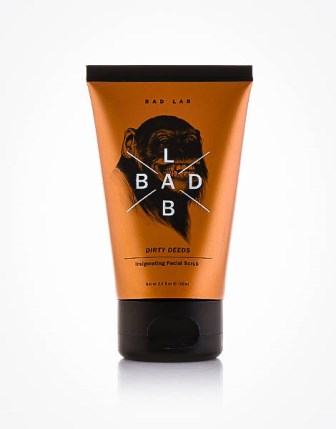 BAD LAB
L
BAD
B
DIRTY DEEDS
Invigorating Facial Scrub